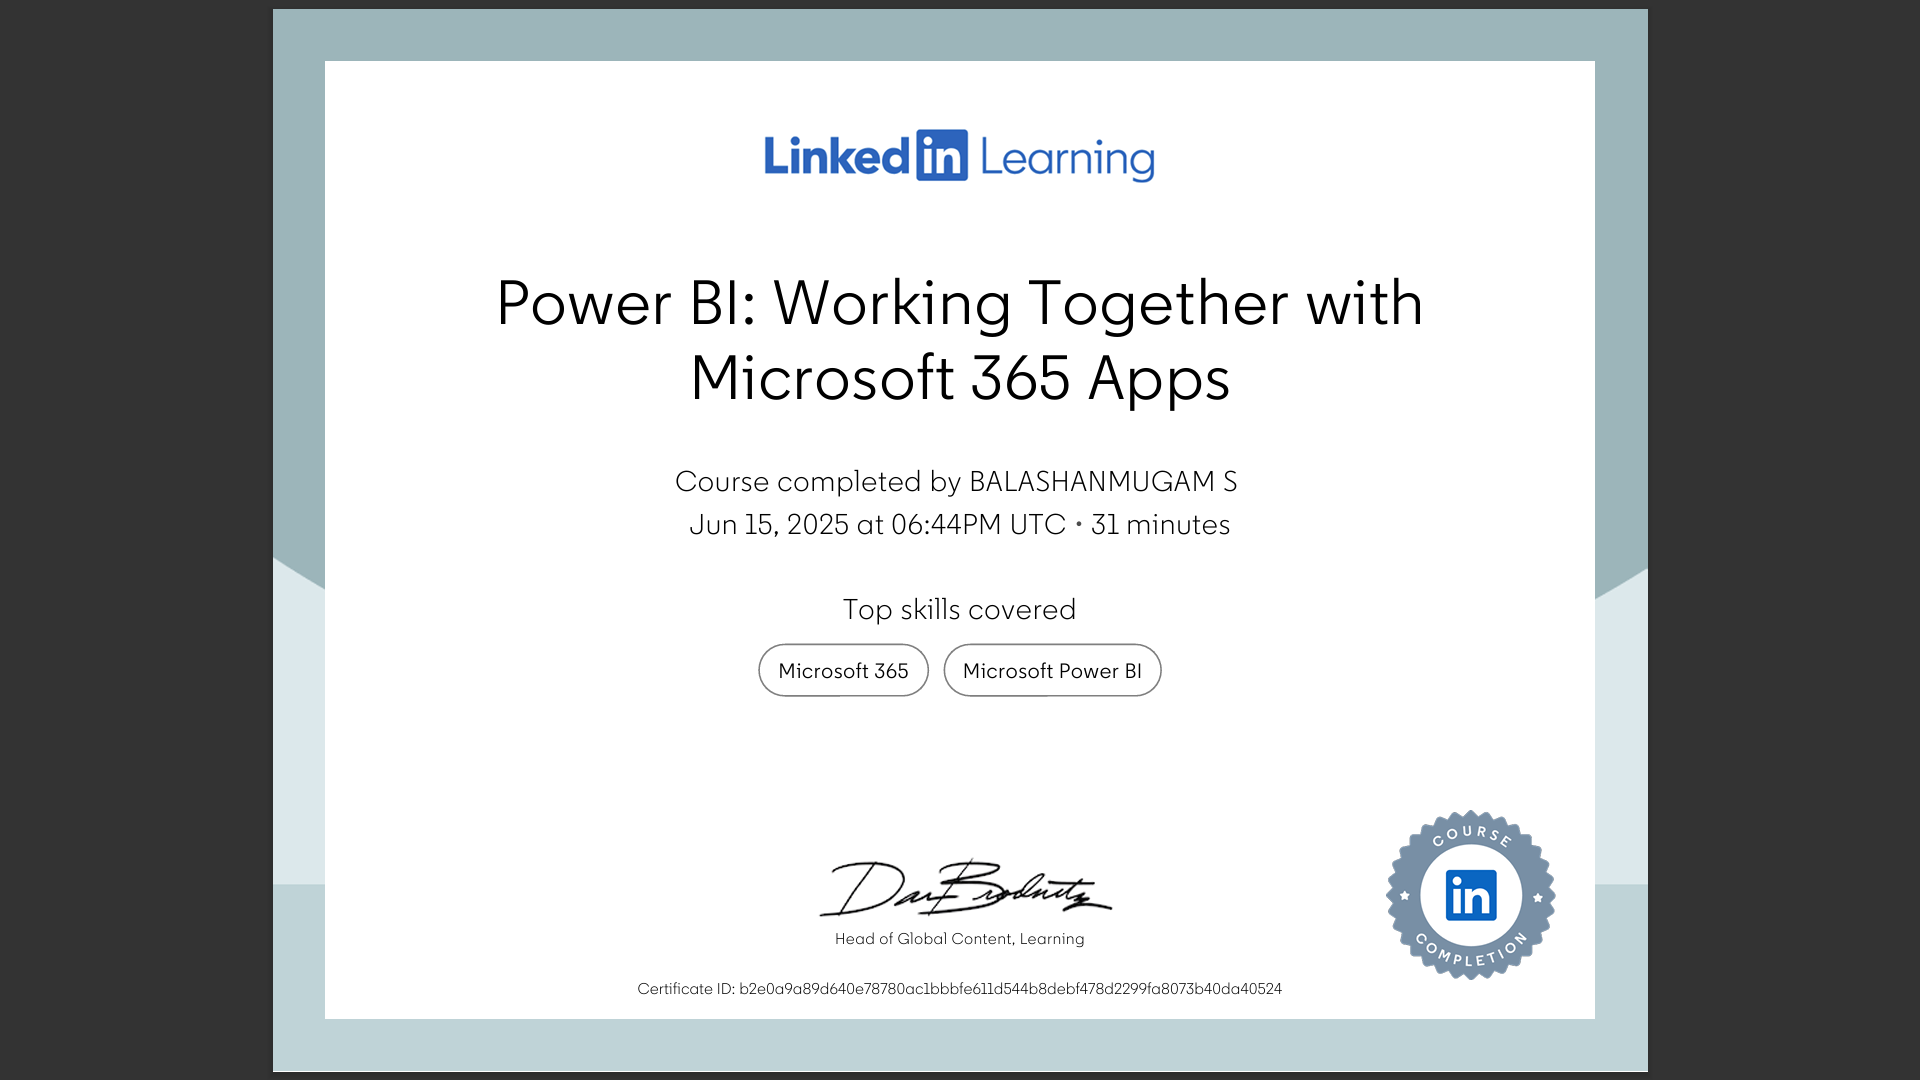 LinkedIn Learning
Power BI: Working Together with
Microsoft 365 Apps
Course completed by BALASHANMUGAM S
Jun 15, 2025 at 06:44PM UTC • 31 minutes
Top skills covered
Microsoft 365
Microsoft Power BI
Dan Brodnitz
Head of Global Content, Learning
Certificate ID: b2e0a9a89d640e78780ac1bbbfe611d544b8debf478d2299fa8073b40da40524
COURSE
in
COMPLETION